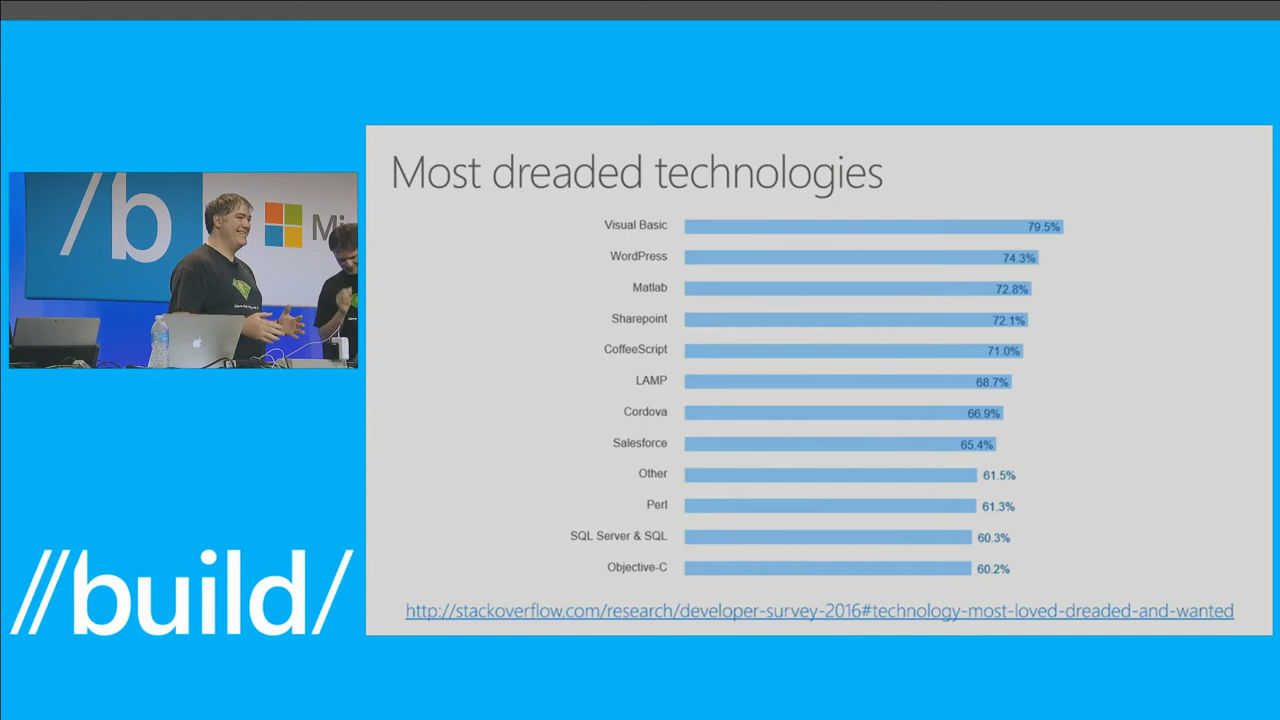 Most dreaded technologies
Visual Basic 79.5%
WordPress 74.3%
Matlab 72.8%
Sharepoint 72.1%
CoffeeScript 71.0%
LAMP 68.7%
Cordova 66.9%
Salesforce 65.4%
Other 61.5%
Perl 61.3%
SQL Server & SQL 60.3%
Objective-C 60.2%
http://stackoverflow.com/research/developer-survey-2016#technology-most-loved-dreaded-and-wanted
/b
Mi
//build/